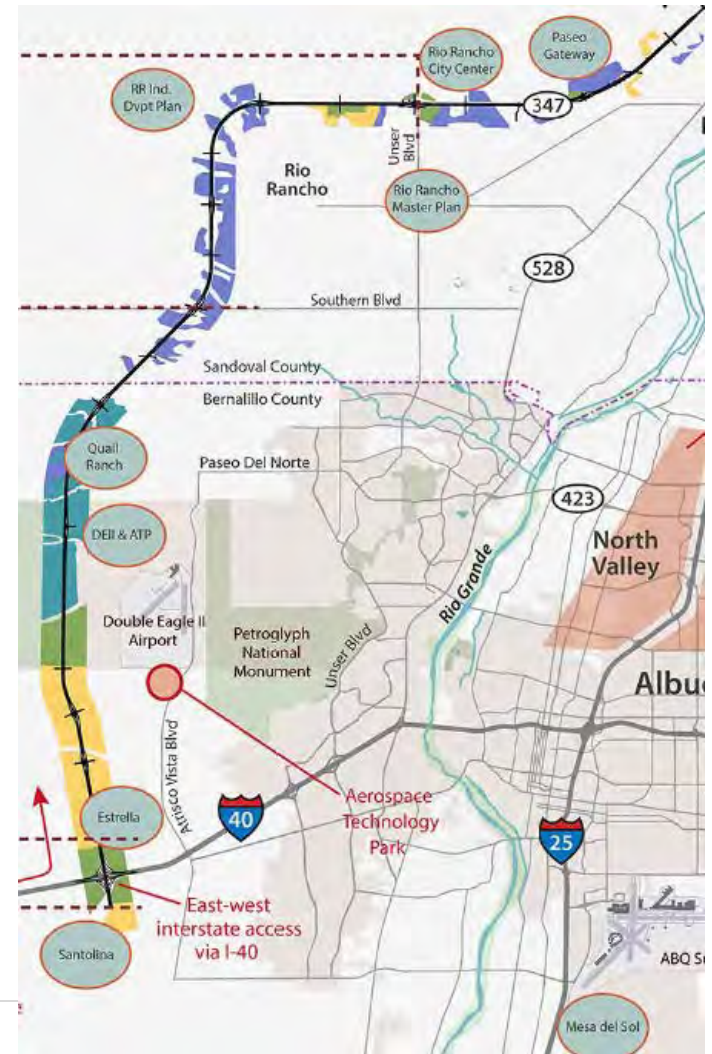 Paseo
Gateway
Rio Rancho
City Center
RR Ind.
Dvpt Plan
347
Unser
Blvd
Rio
Rancho
Rio Rancho
Master Plan
528
Southern Blvd
Sandoval County
Bernalillo County
Quail
Ranch
Paseo Del Norte
423
DEII & ATP
North
Valley
Rio Grande
Double Eagle II
Airport
Petroglyph
National
Monument
Unser Blvd
Albu
Atrisco Vista Blvd
Aerospace
Technology
Park
Estrella
40
25
East-west
interstate access
via I-40
Santolina
ABQ Su
Mesa del Sol
e